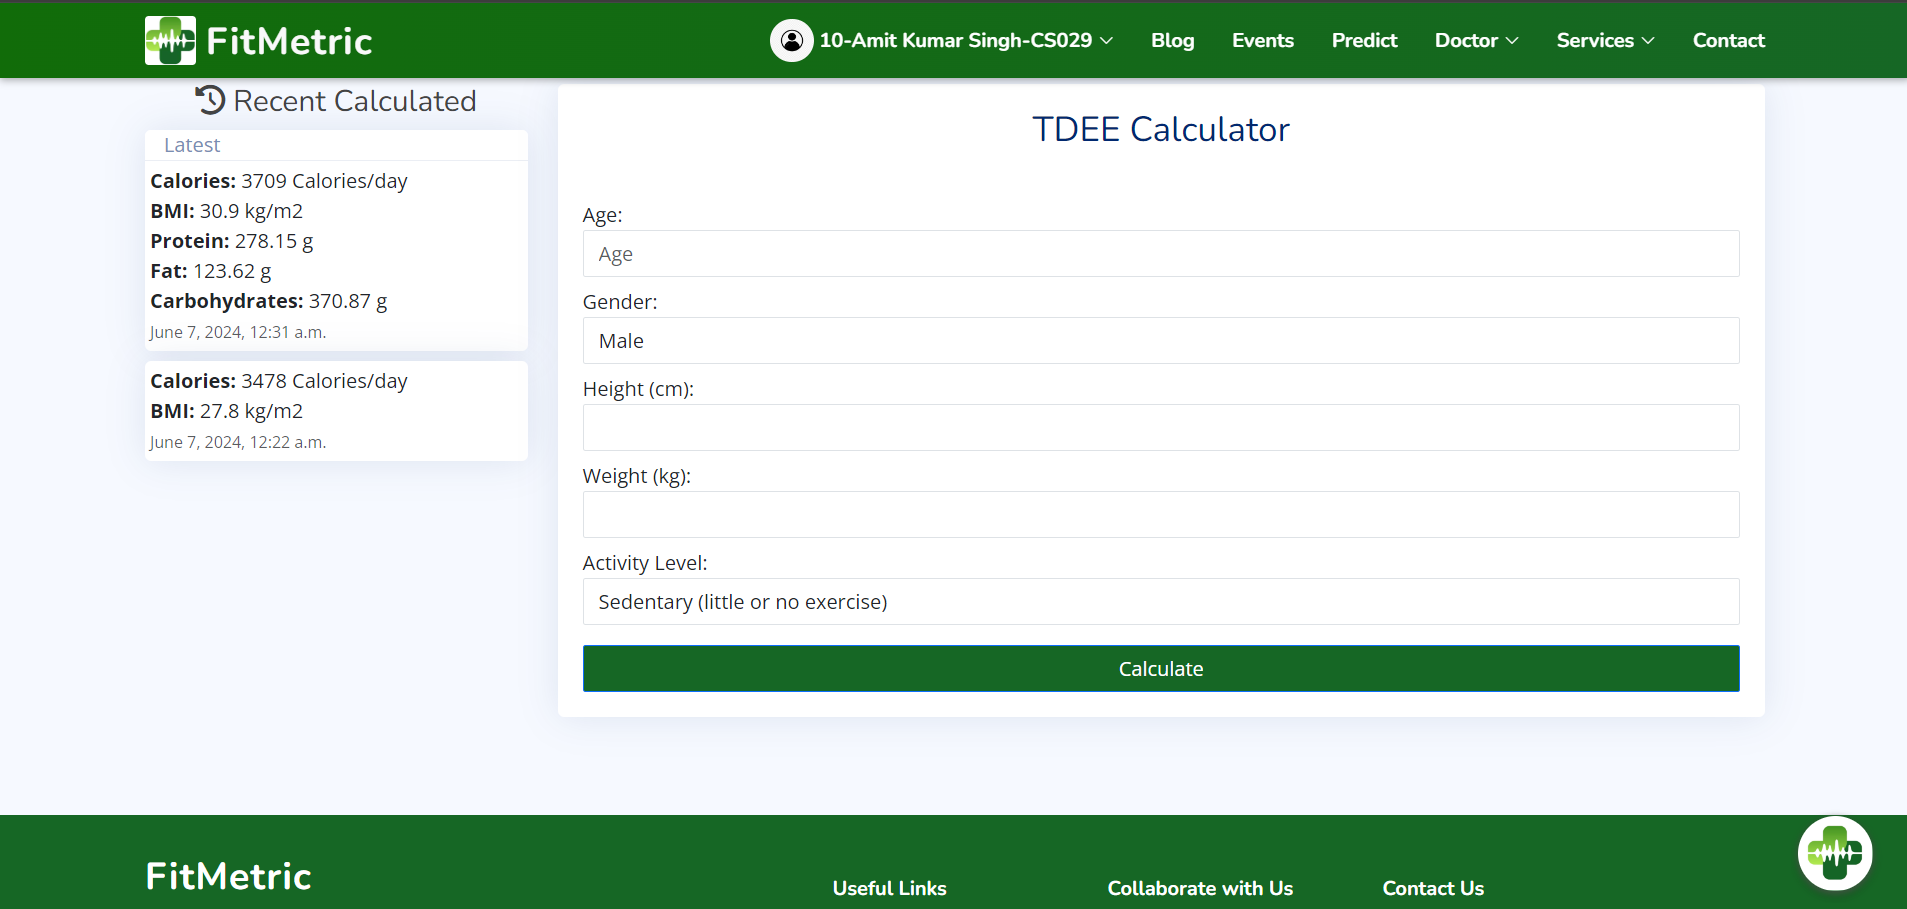 FitMetric
10-Amit Kumar Singh-CS029
Blog
Events
Predict
Doctor
Services
Contact
Recent Calculated
Latest
Calories: 3709 Calories/day
BMI: 30.9 kg/m2
Protein: 278.15 g
Fat: 123.62 g
Carbohydrates: 370.87 g
June 7, 2024, 12:31 a.m.
Calories: 3478 Calories/day
BMI: 27.8 kg/m2
June 7, 2024, 12:22 a.m.
TDEE Calculator
Age:
Age
Gender:
Male
Height (cm):
Weight (kg):
Activity Level:
Sedentary (little or no exercise)
Calculate
FitMetric
Useful Links
Collaborate with Us
Contact Us